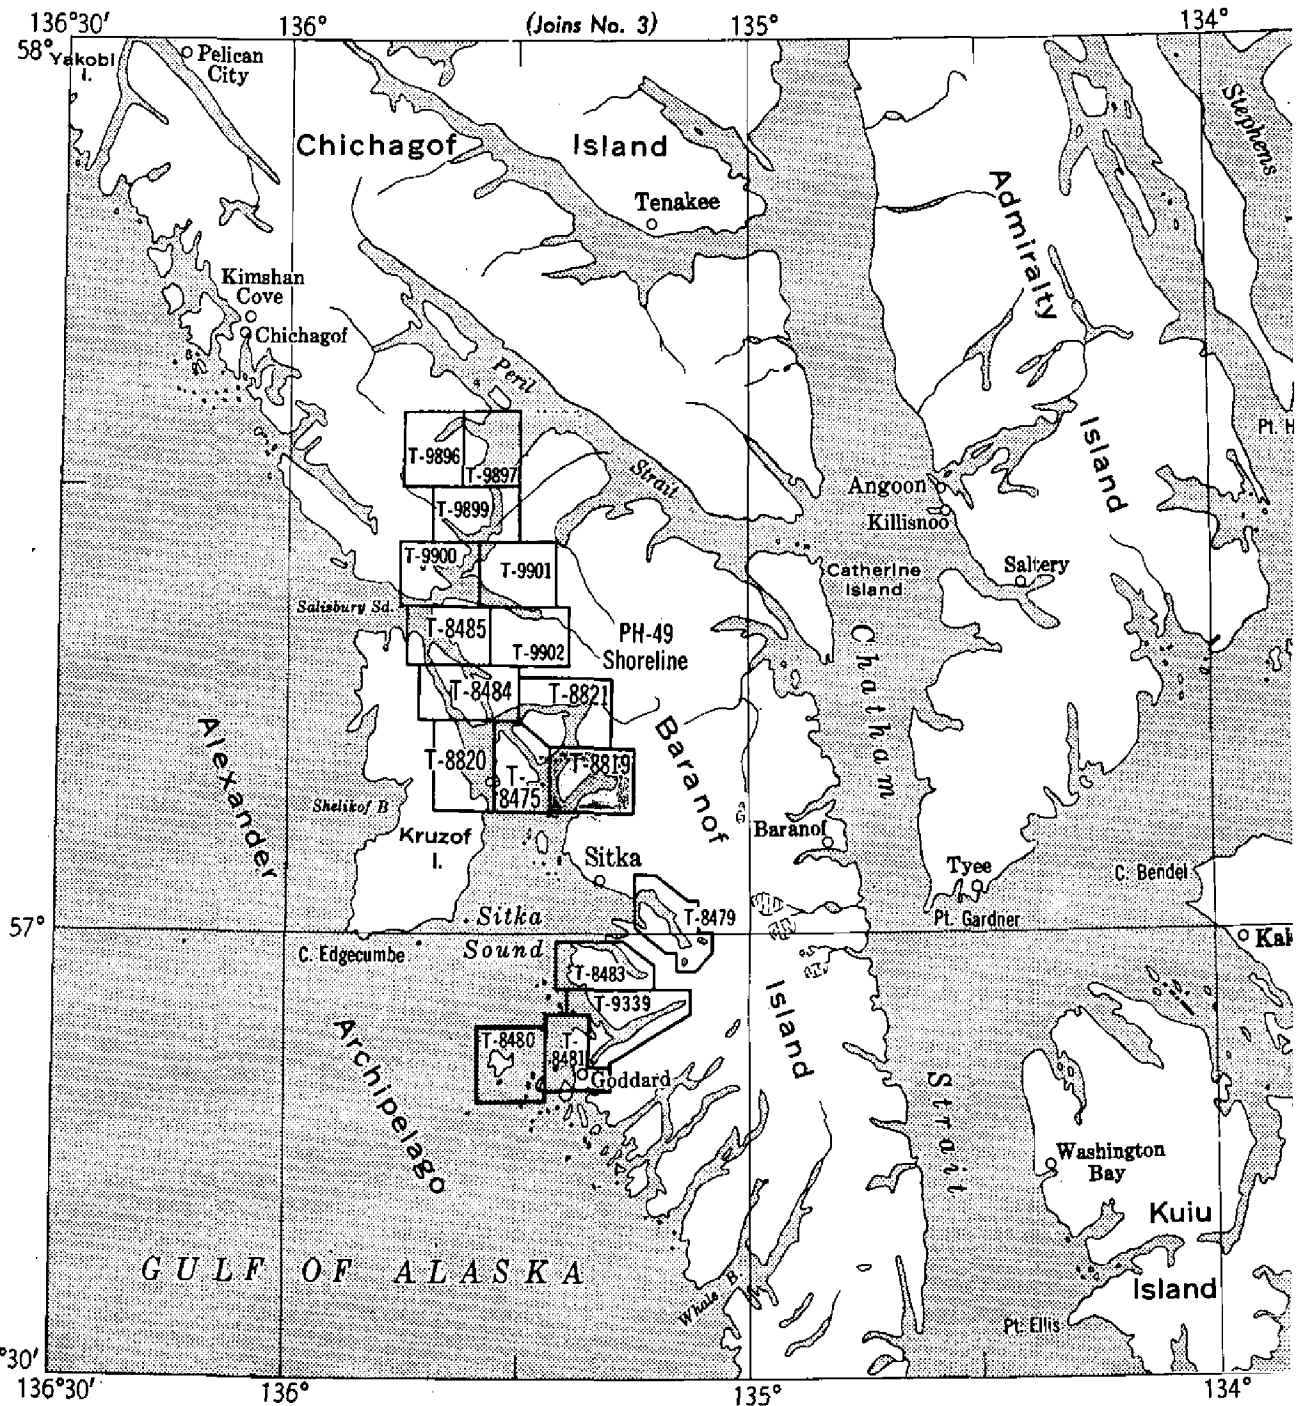 136°30′ 136° (Joins No. 3) 135° 134°
58°
Yakobi
I.
Pelican
City
Stephens
Chichagof Island
Tenakee
Admiralty
Island
Kimshan
Cove
Chichagof
Peril
Strait
Pt. H
T-9896
T-9897
T-9899
Angoon
Killisnoo
T-9900
T-9901
Saltery
Catherine
Island
Salisbury Sd.
T-8485
T-9902
PH-49
Shoreline
Chatham
Strait
T-8484
T-8821
Alexander
Archipelago
Baranof
Island
T-8820
T-
8475
T-8819
Shelikof B
Kruzof
I.
Baranof
Sitka
Tyee
C. Bendel
T-8479
Pt. Gardner
57°
Sitka
Sound
Kak
C. Edgecumbe
T-8483
T-9339
T-8480
T-
8481
Goddard
Washington
Bay
Kuiu
Island
GULF OF ALASKA
Whale B
Pt. Ellis
°30′
136°30′ 136° 135° 134°